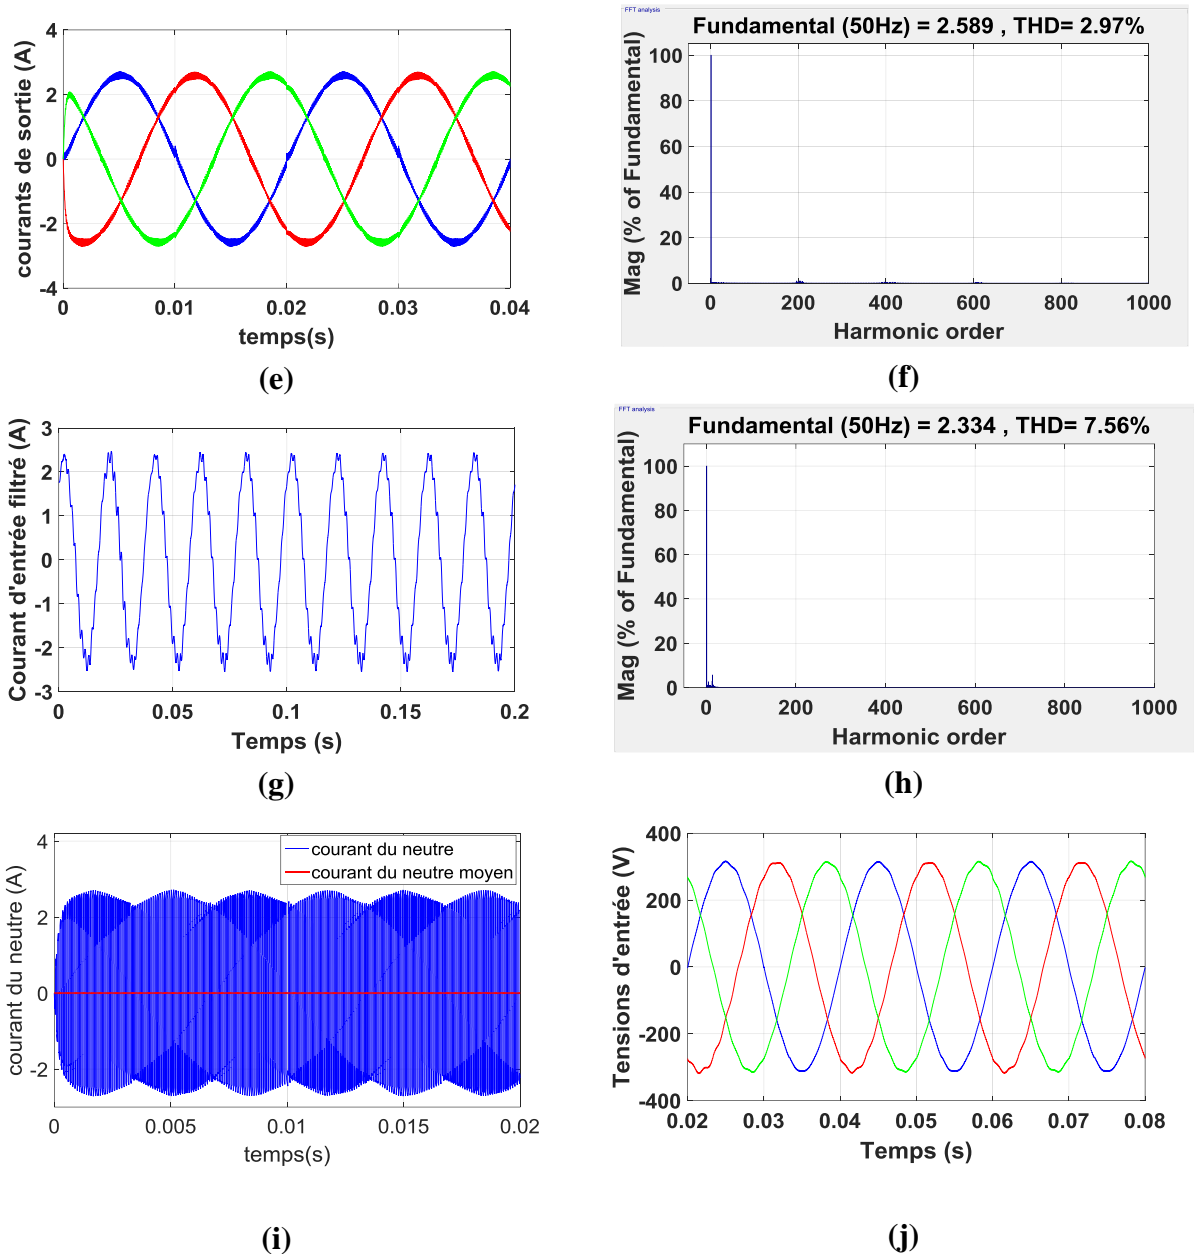 courants de sortie (A)
4
2
0
-2
-4
0
0.01
0.02
0.03
0.04
temps(s)
(e)
FFT analysis
Fundamental (50Hz) = 2.589 , THD= 2.97%
Mag (% of Fundamental)
100
80
60
40
20
0
0
200
400
600
800
1000
Harmonic order
(f)
Courant d'entrée filtré (A)
3
2
1
0
-1
-2
-3
0
0.05
0.1
0.15
0.2
Temps (s)
(g)
FFT analysis
Fundamental (50Hz) = 2.334 , THD= 7.56%
Mag (% of Fundamental)
100
80
60
40
20
0
0
200
400
600
800
1000
Harmonic order
(h)
courant du neutre (A)
4
2
0
-2
courant du neutre
courant du neutre moyen
0
0.005
0.01
0.015
0.02
temps(s)
(i)
Tensions d'entrée (V)
400
200
0
-200
-400
0.02
0.03
0.04
0.05
0.06
0.07
0.08
Temps (s)
(j)